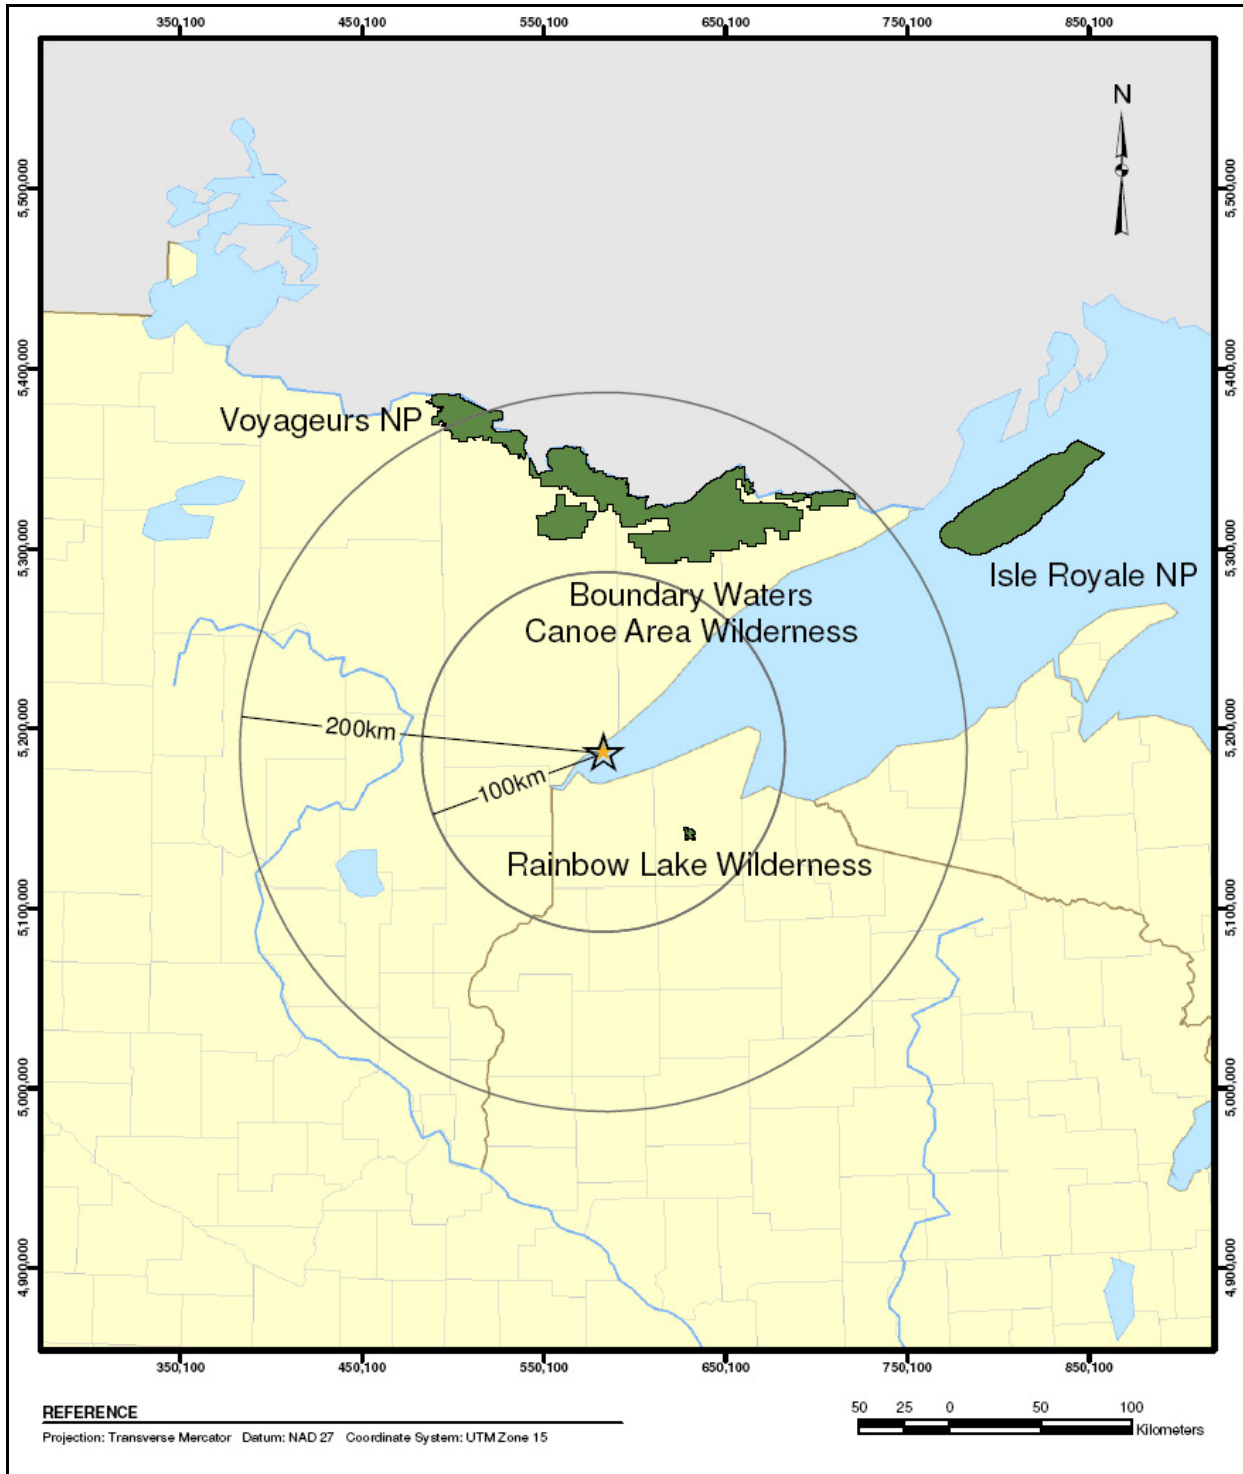 350,100 450,100 550,100 650,100 750,100 850,100
N
5,500,000 5,500,000
5,400,000 5,400,000
Voyageurs NP
5,300,000 5,300,000
Isle Royale NP
Boundary Waters
Canoe Area Wilderness
200km
5,200,000 5,200,000
100km
Rainbow Lake Wilderness
5,100,000 5,100,000
5,000,000 5,000,000
4,900,000 4,900,000
350,100 450,100 550,100 650,100 750,100 850,100
REFERENCE
Projection: Transverse Mercator Datum: NAD 27 Coordinate System: UTM Zone 15
50 25 0 50 100
Kilometers